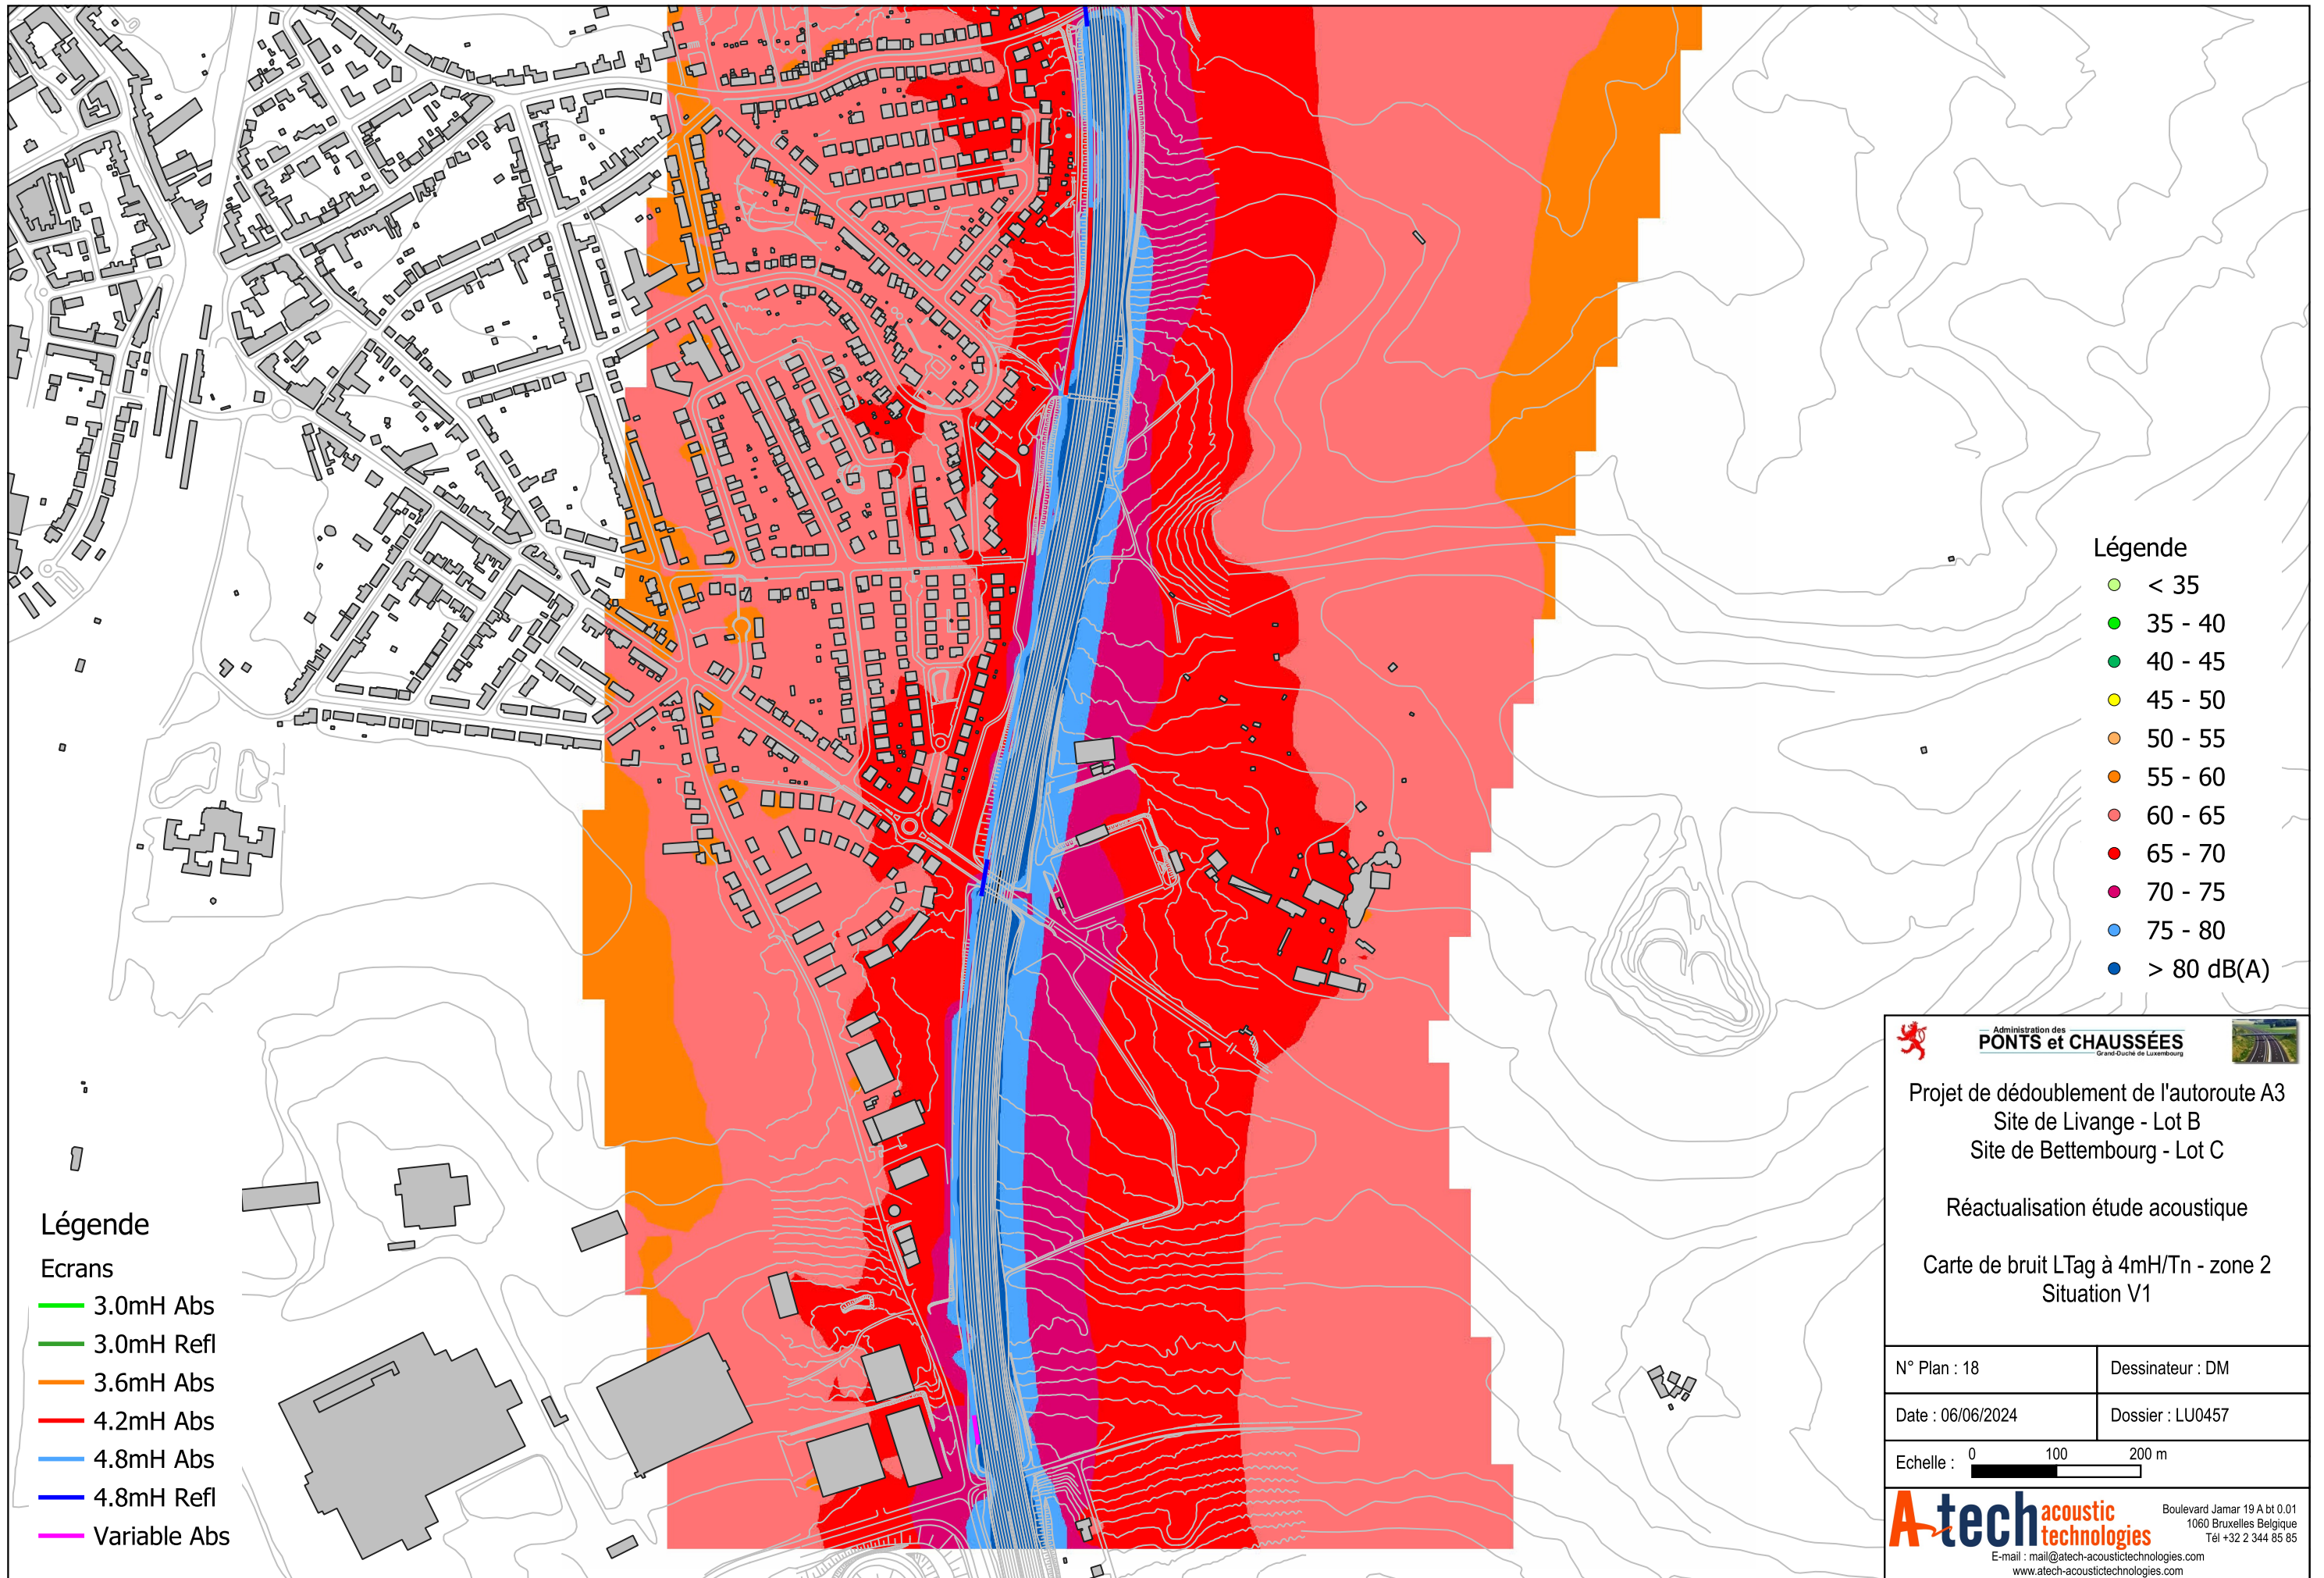 Légende
< 35
35 - 40
40 - 45
45 - 50
50 - 55
55 - 60
60 - 65
65 - 70
70 - 75
75 - 80
> 80 dB(A)
Légende
Ecrans
3.0mH Abs
3.0mH Refl
3.6mH Abs
4.2mH Abs
4.8mH Abs
4.8mH Refl
Variable Abs
Administration des
PONTS et CHAUSSÉES
Grand-Duché de Luxembourg
Projet de dédoublement de l'autoroute A3
Site de Livange - Lot B
Site de Bettembourg - Lot C
Réactualisation étude acoustique
Carte de bruit LTag à 4mH/Tn - zone 2
Situation V1
N° Plan : 18
Dessinateur : DM
Date : 06/06/2024
Dossier : LU0457
Echelle : 0 100 200 m
A-tech acoustic technologies
Boulevard Jamar 19 A bt 0.01
1060 Bruxelles Belgique
Tél +32 2 344 85 85
E-mail : mail@atech-acoustictechnologies.com
www.atech-acoustictechnologies.com